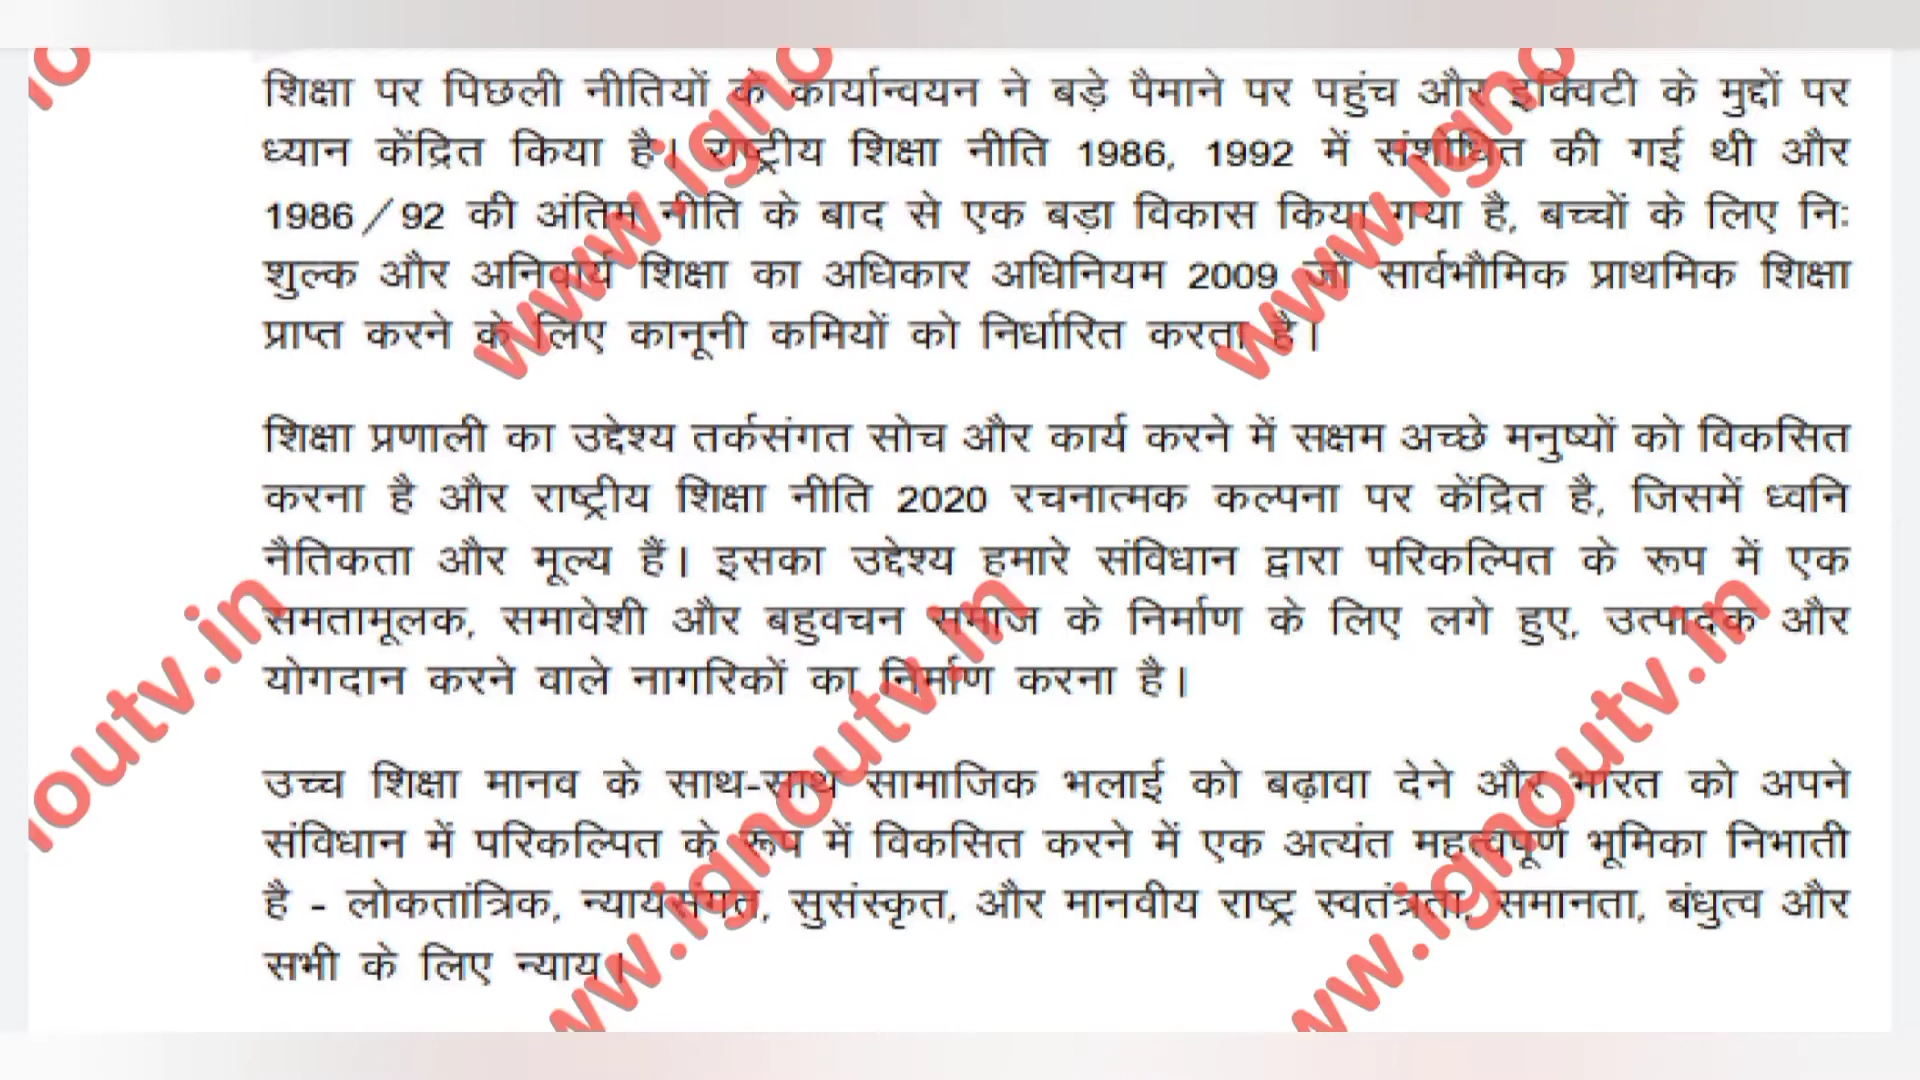 शिक्षा पर पिछली नीतियों के कार्यान्वयन ने बड़े पैमाने पर पहुंच और इक्विटी के मुद्दों पर
ध्यान केंद्रित किया है। राष्ट्रीय शिक्षा नीति 1986, 1992 में संशोधित की गई थी और
1986/92 की अंतिम नीति के बाद से एक बड़ा विकास किया गया है, बच्चों के लिए निः
शुल्क और अनिवार्य शिक्षा का अधिकार अधिनियम 2009 जो सार्वभौमिक प्राथमिक शिक्षा
प्राप्त करने के लिए कानूनी कमियों को निर्धारित करता है।
शिक्षा प्रणाली का उद्देश्य तर्कसंगत सोच और कार्य करने में सक्षम अच्छे मनुष्यों को विकसित
करना है और राष्ट्रीय शिक्षा नीति 2020 रचनात्मक कल्पना पर केंद्रित है, जिसमें ध्वनि
नैतिकता और मूल्य हैं। इसका उद्देश्य हमारे संविधान द्वारा परिकल्पित के रूप में एक
समतामूलक, समावेशी और बहुवचन समाज के निर्माण के लिए लगे हुए, उत्पादक और
योगदान करने वाले नागरिकों का निर्माण करना है।
उच्च शिक्षा मानव के साथ-साथ सामाजिक भलाई को बढ़ावा देने और भारत को अपने
संविधान में परिकल्पित के रूप में विकसित करने में एक अत्यंत महत्वपूर्ण भूमिका निभाती
है - लोकतांत्रिक, न्यायसंगत, सुसंस्कृत, और मानवीय राष्ट्र स्वतंत्रता, समानता, बंधुत्व और
सभी के लिए न्याय।
www.ignoutv.in